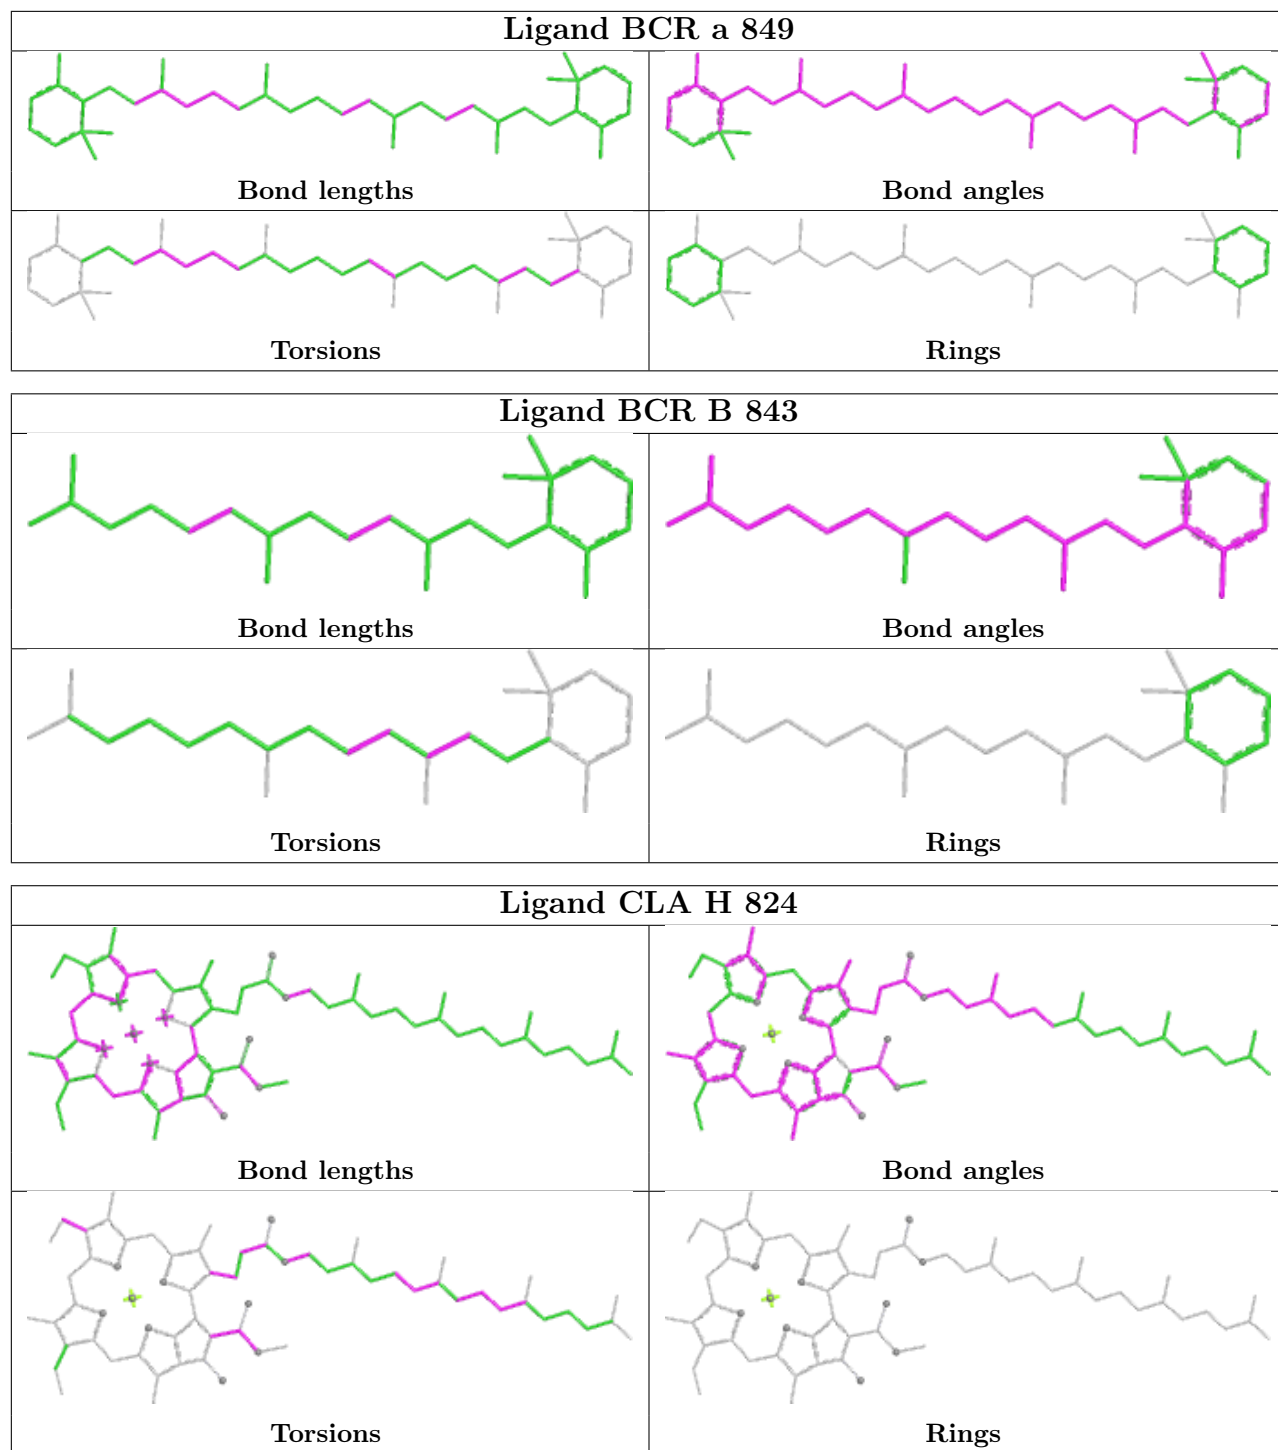 Ligand BCR a 849
Bond lengths
Bond angles
Torsions
Rings
Ligand BCR B 843
Bond lengths
Bond angles
Torsions
Rings
Ligand CLA H 824
Bond lengths
Bond angles
Torsions
Rings